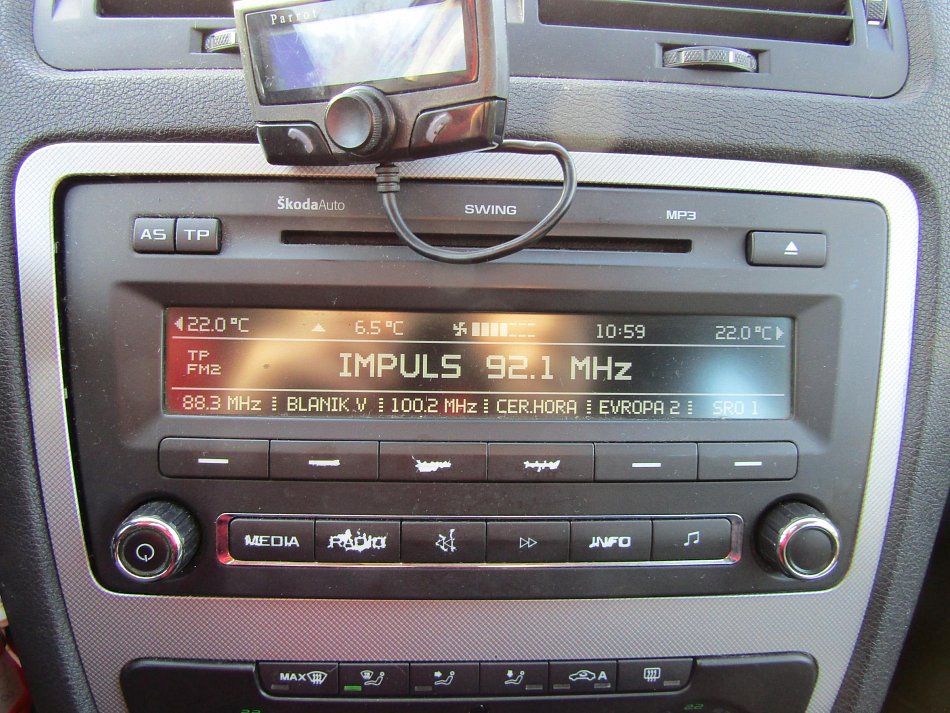 Parrot
ŠkodaAuto SWING MP3
AS TP
22.0 °C 6.5 °C 10:59 22.0 °C
TP
FM2
IMPULS 92.1 MHz
88.3 MHz BLANIK V 100.2 MHz CER.HORA EVROPA 2 SRO 1
MEDIA RADIO INFO
MAX A